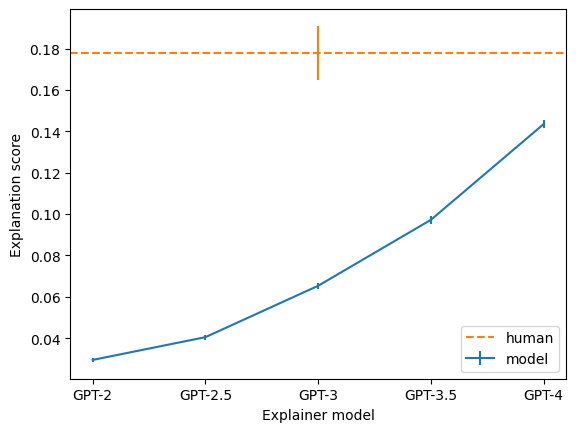 0.18
0.16
0.14
0.12
0.10
0.08
0.06
0.04
Explanation score
GPT-2 GPT-2.5 GPT-3 GPT-3.5 GPT-4
Explainer model
human
model